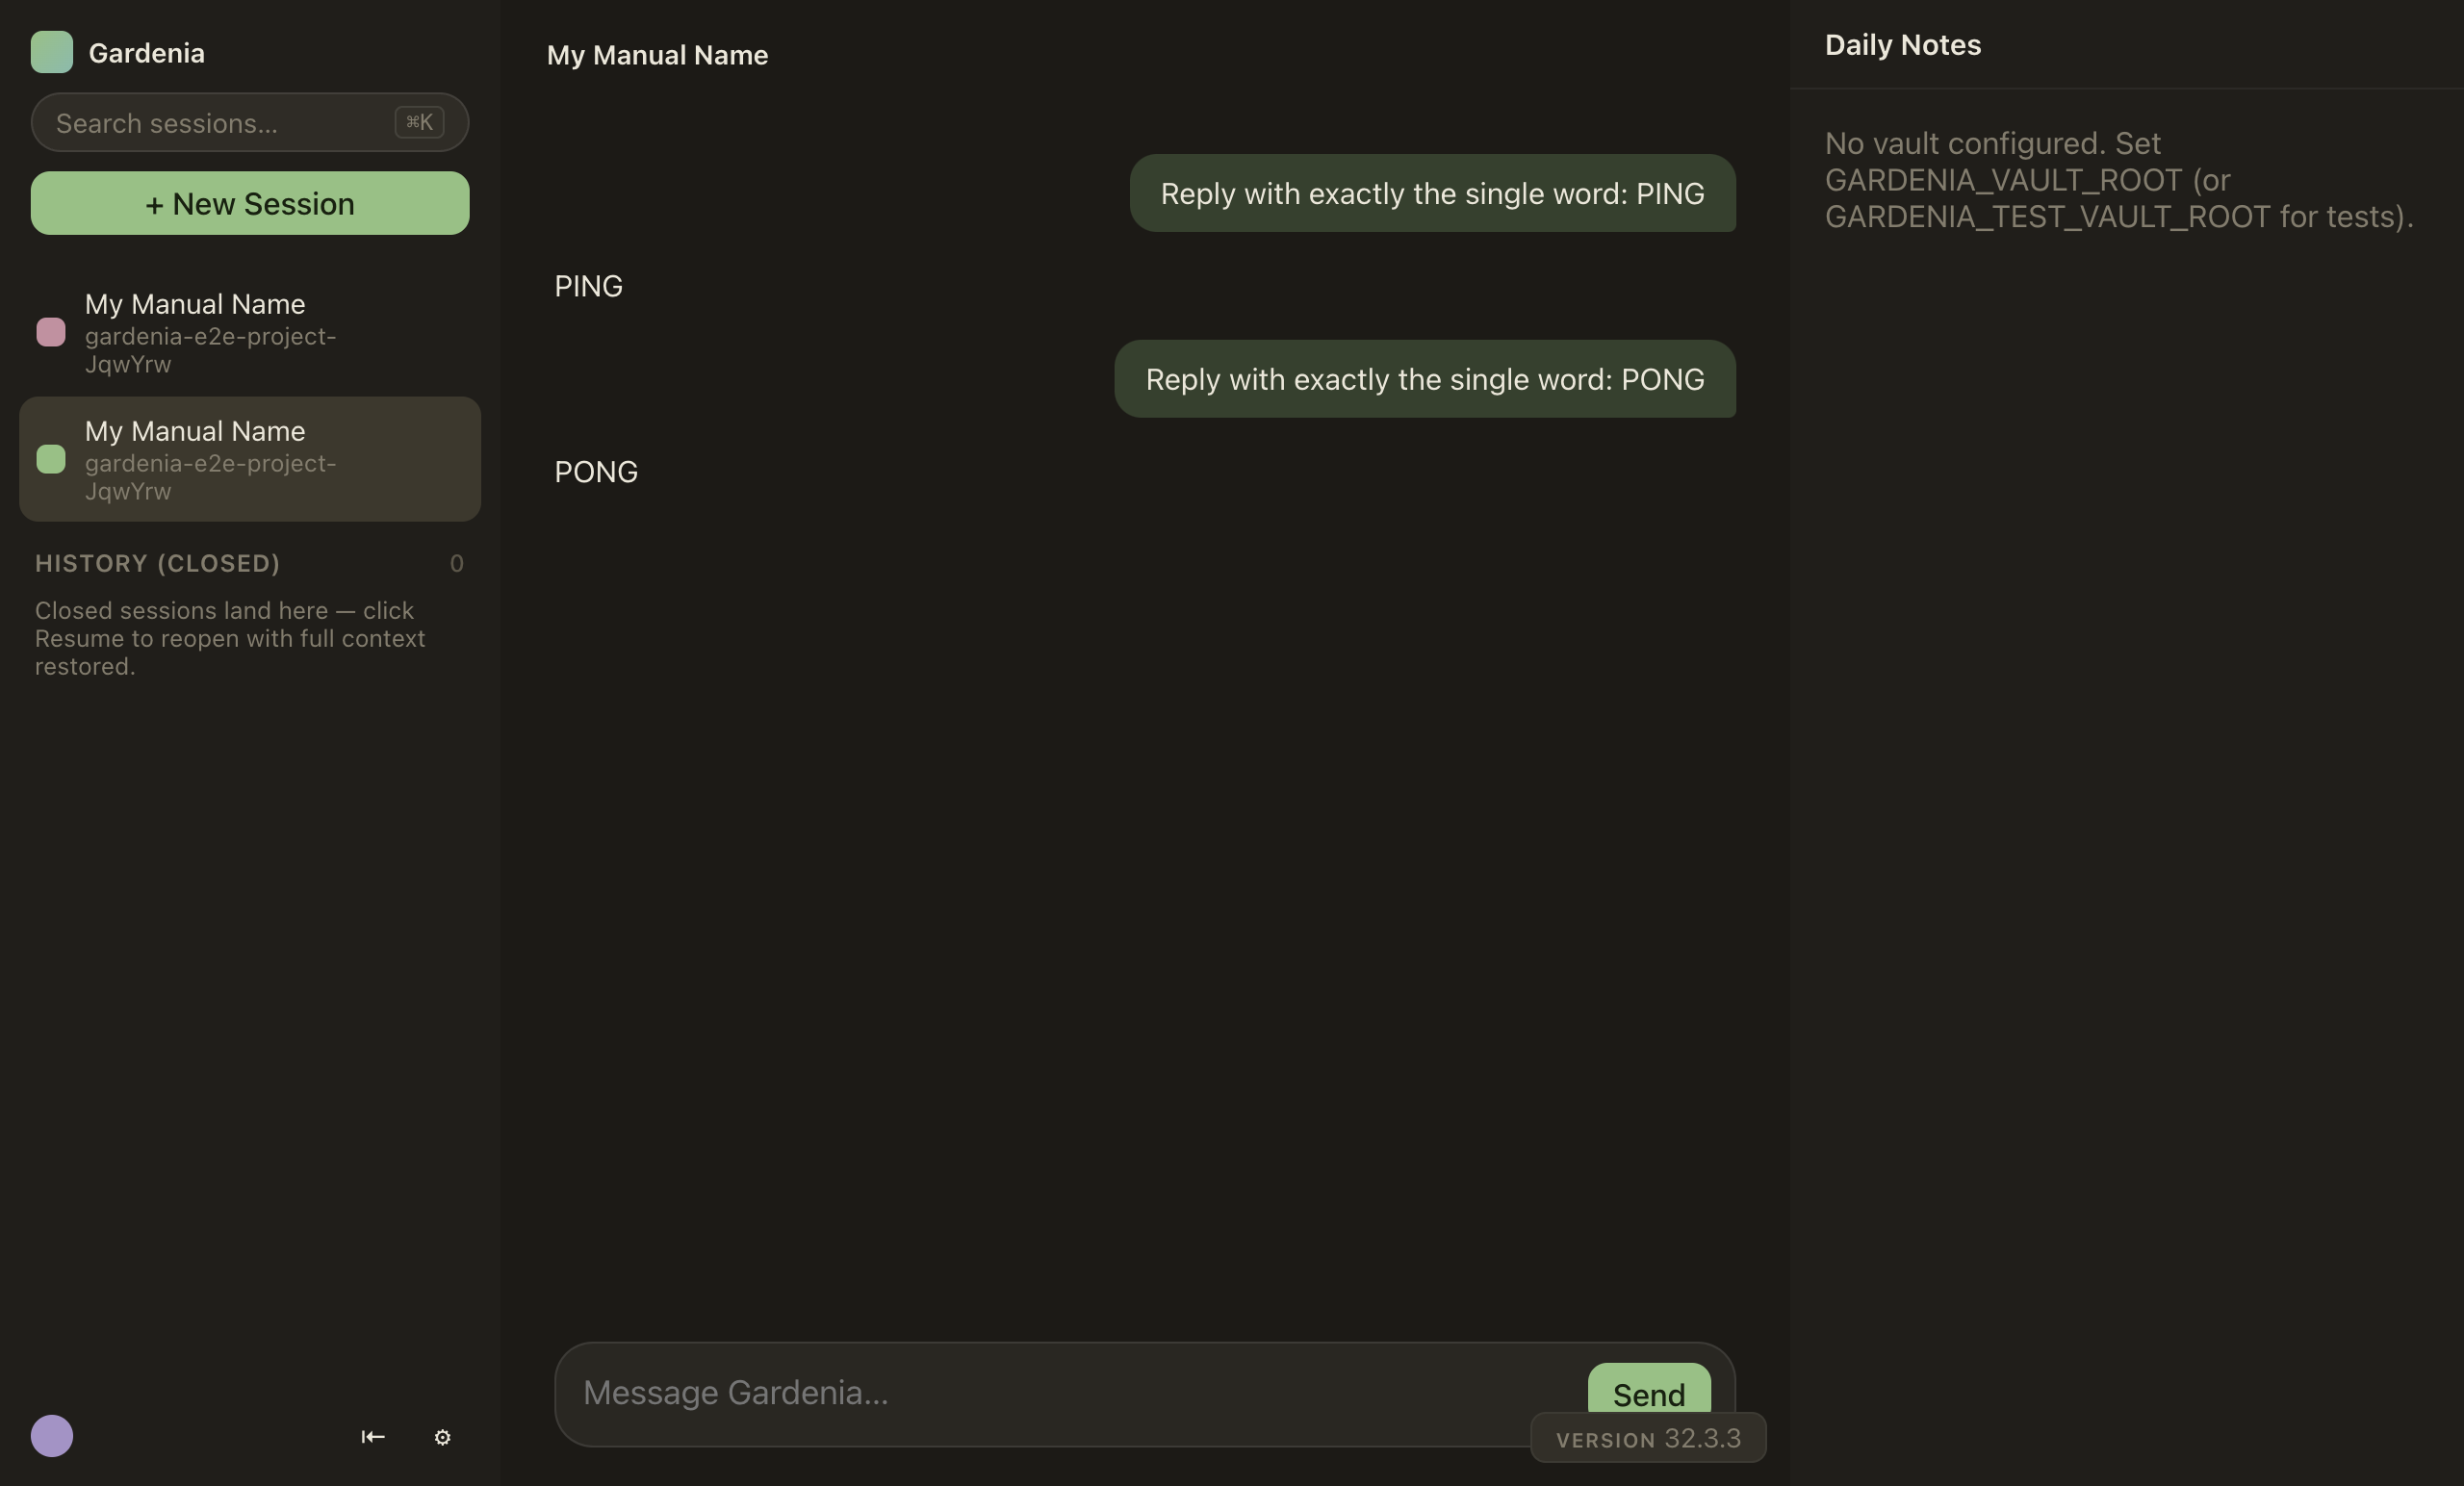 Gardenia
Search sessions...
⌘K
+ New Session
My Manual Name
gardenia-e2e-project-
JqwYrw
My Manual Name
gardenia-e2e-project-
JqwYrw
HISTORY (CLOSED)
0
Closed sessions land here — click
Resume to reopen with full context
restored.
My Manual Name
Reply with exactly the single word: PING
PING
Reply with exactly the single word: PONG
PONG
Message Gardenia...
Send
VERSION 32.3.3
Daily Notes
No vault configured. Set
GARDENIA_VAULT_ROOT (or
GARDENIA_TEST_VAULT_ROOT for tests).